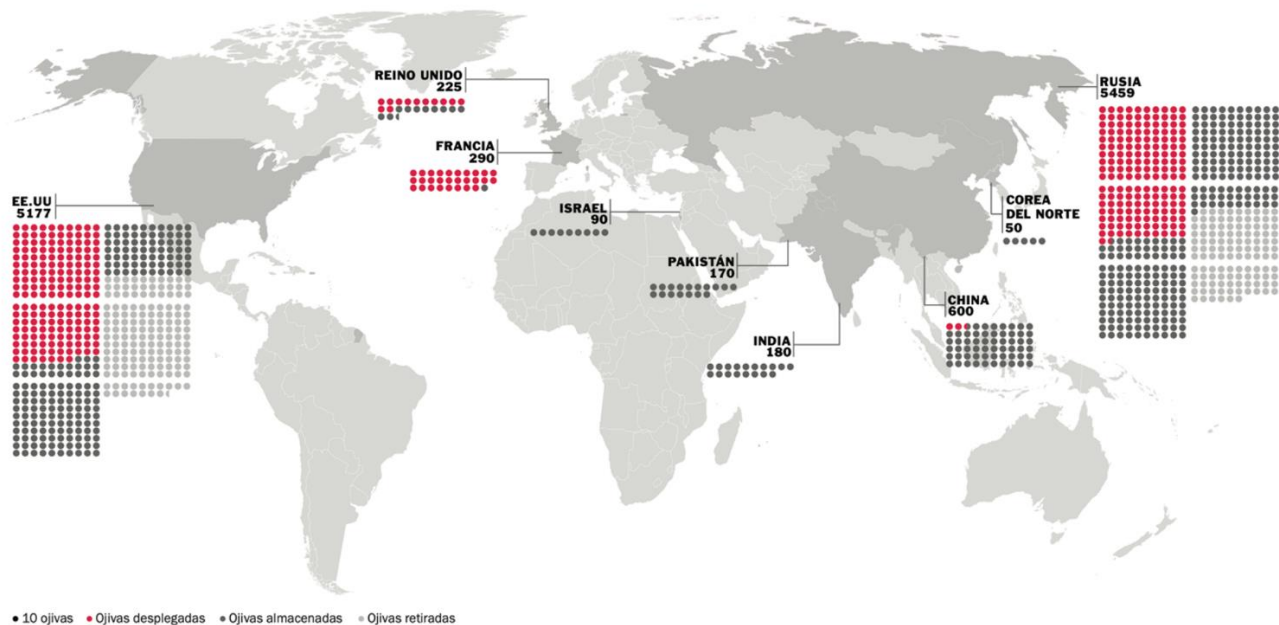 REINO UNIDO
225
RUSIA
5459
FRANCIA
290
EE.UU
5177
ISRAEL
90
COREA
DEL NORTE
50
PAKISTÁN
170
CHINA
600
INDIA
180
10 ojivas
Ojivas desplegadas
Ojivas almacenadas
Ojivas retiradas